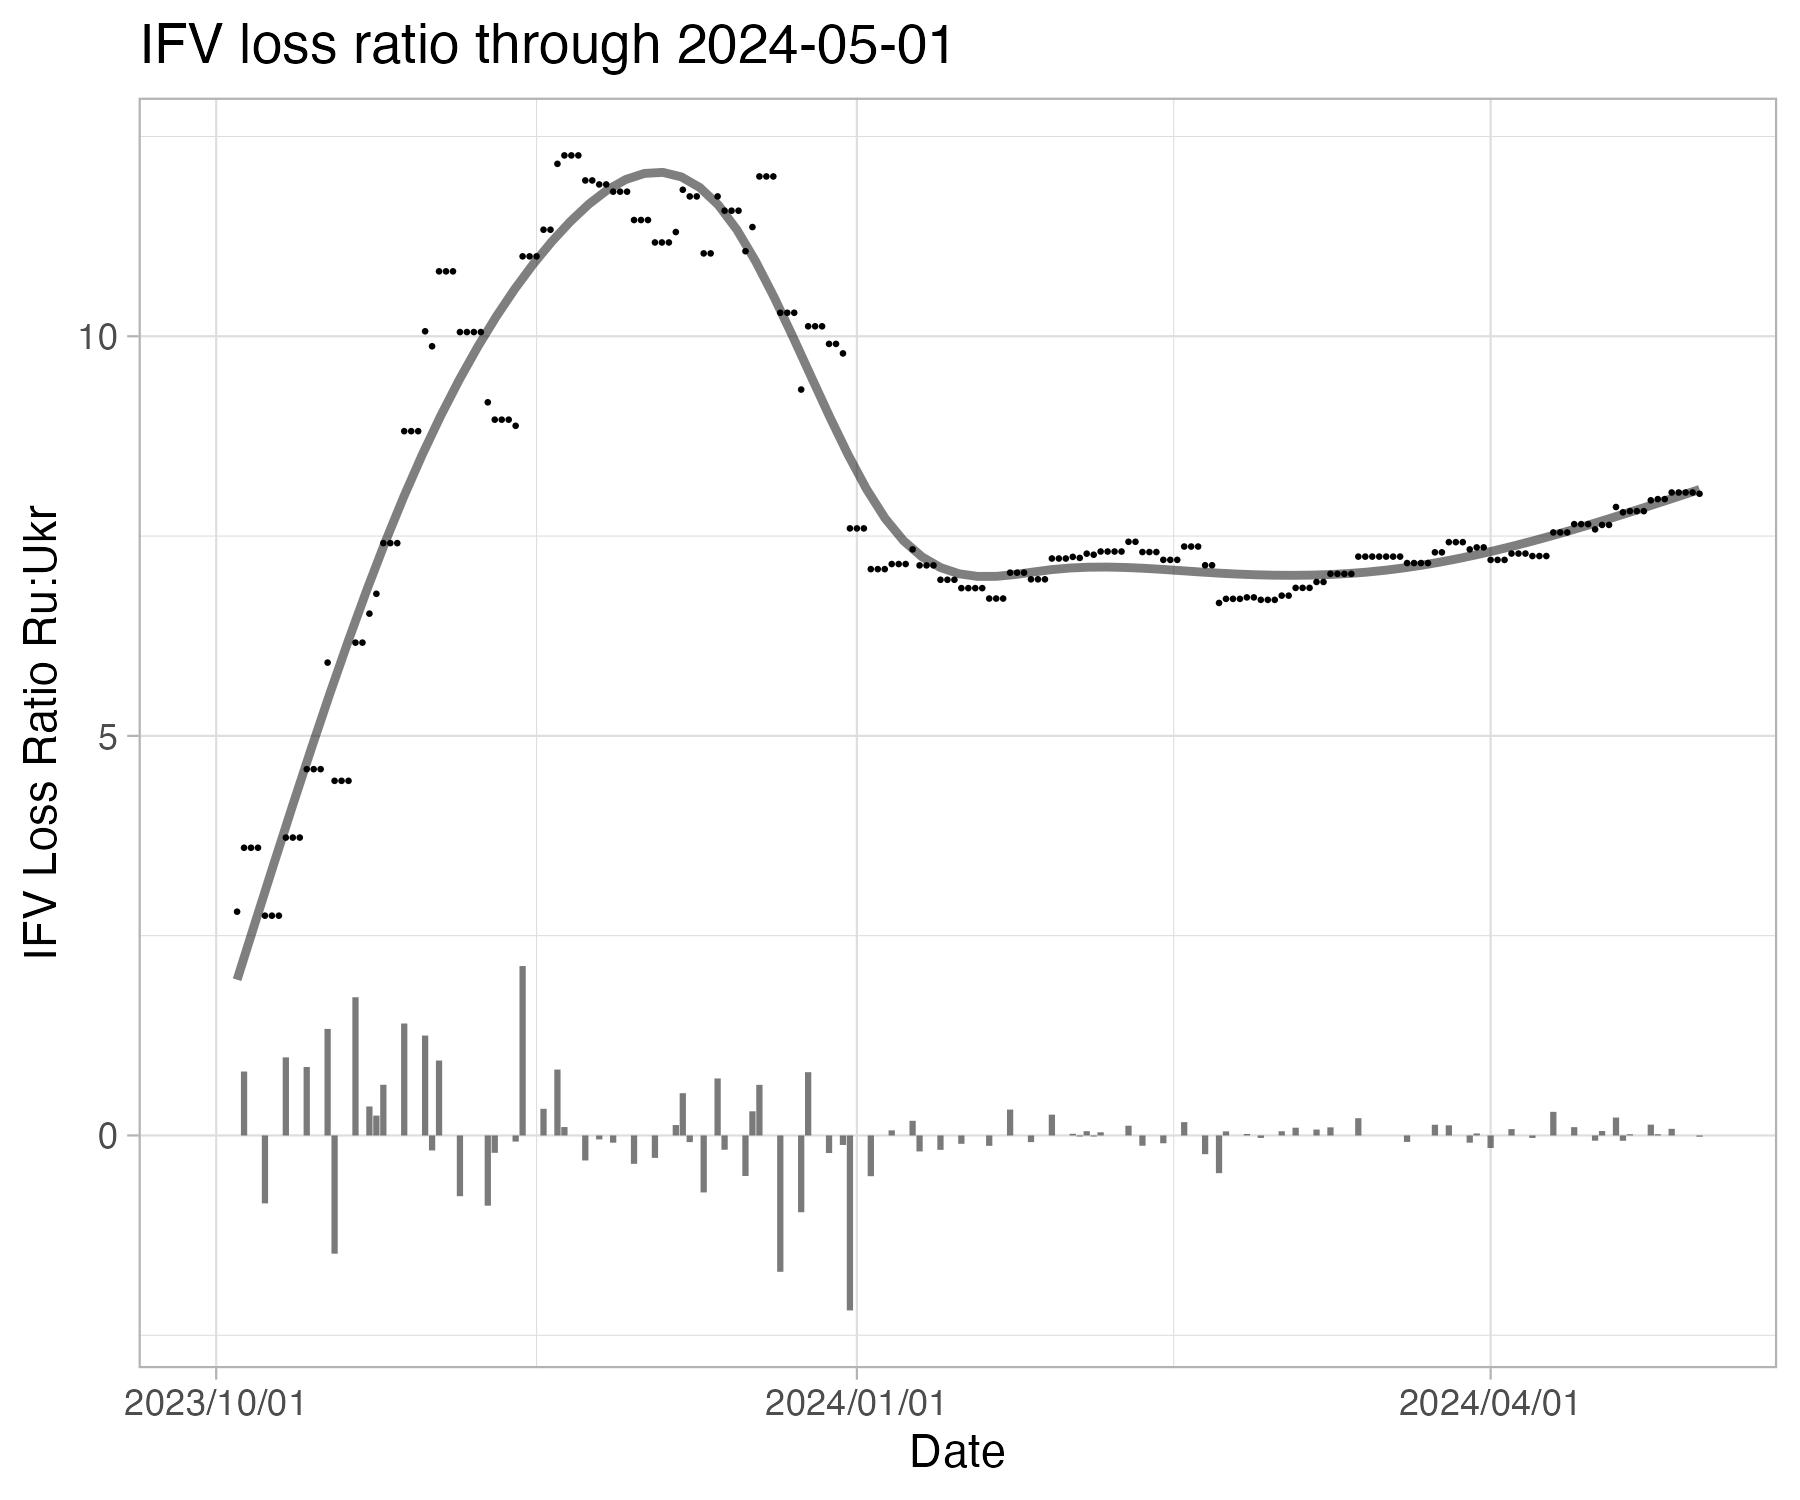 IFV loss ratio through 2024-05-01
IFV Loss Ratio Ru:Ukr
10
5
0
2023/10/01
2024/01/01
2024/04/01
Date